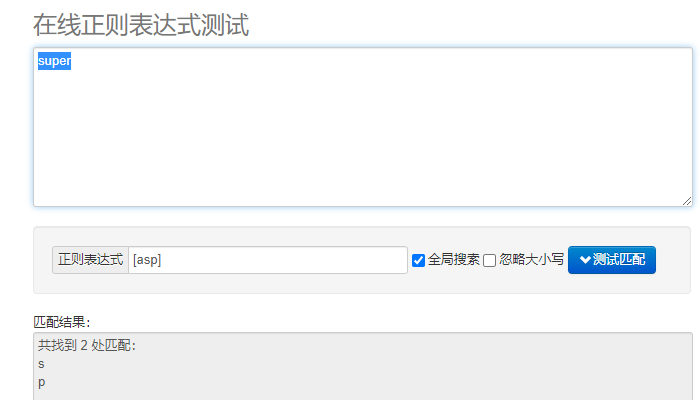 在线正则表达式测试
super
正则表达式 [asp] 全局搜索 忽略大小写 测试匹配
匹配结果：
共找到 2 处匹配：
s
p